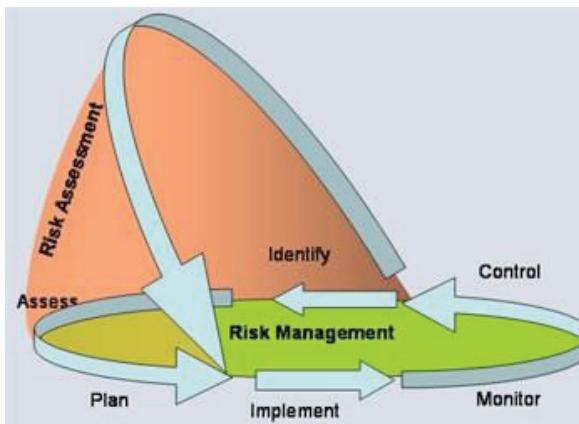 Risk Assessment
Identify
Control
Assess
Risk Management
Plan
Implement
Monitor